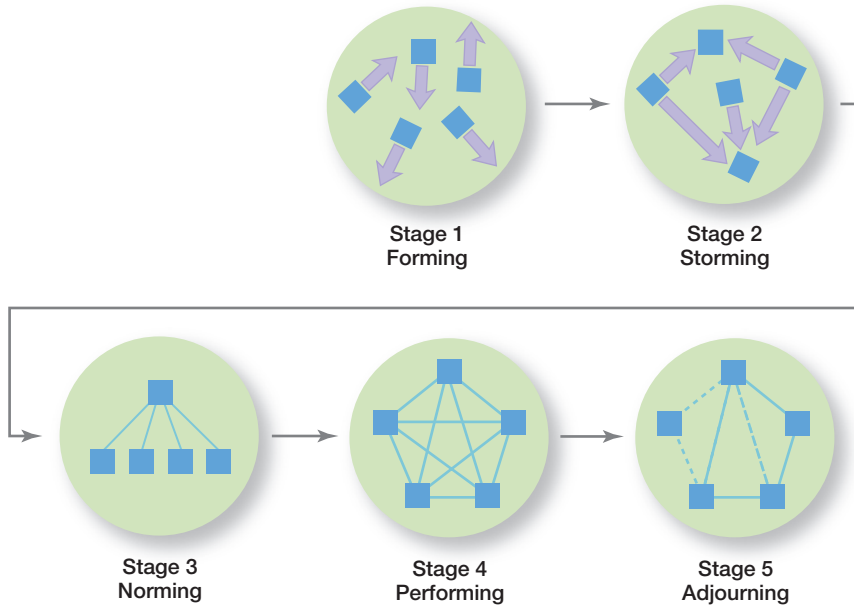 Stage 1
Forming
Stage 2
Storming
Stage 3
Norming
Stage 4
Performing
Stage 5
Adjourning